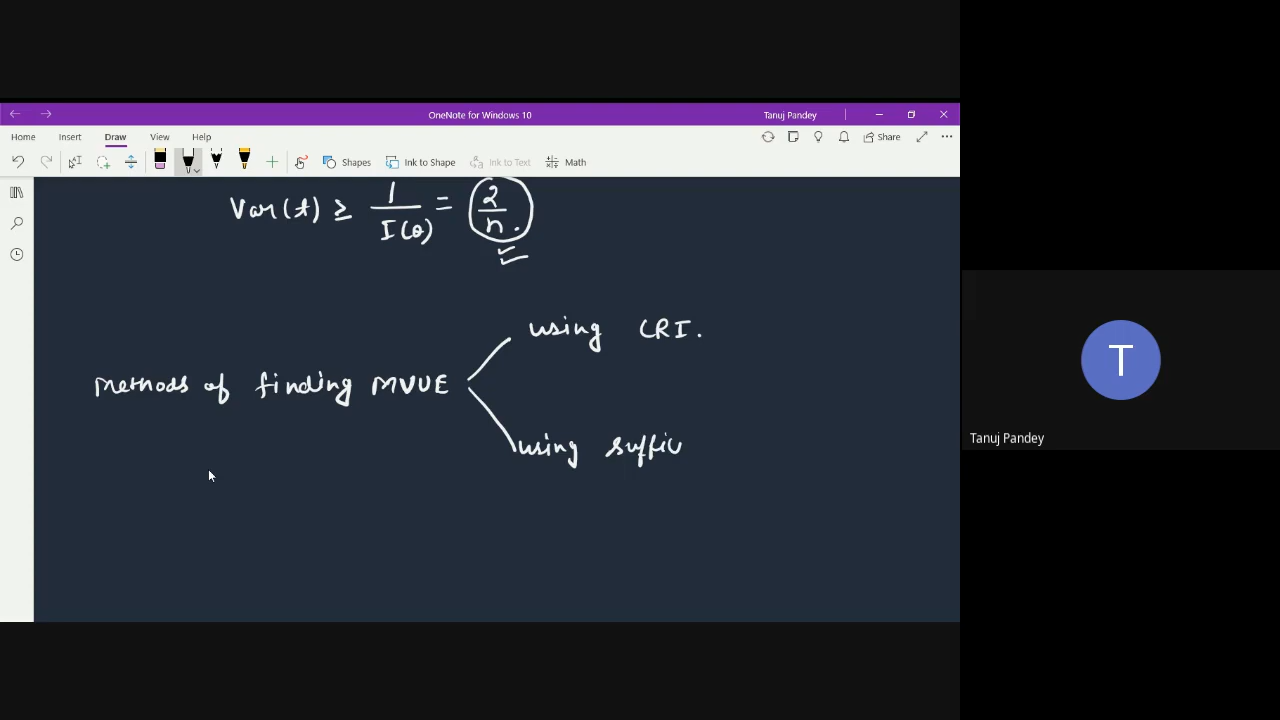 OneNote for Windows 10
Tanuj Pandey
Home Insert Draw View Help
Share
Shapes Ink to Shape Ink to Text Math
Var(t) ≥ 1/I(θ) = 2/n.
using CRI.
Methods of finding MVUE
using suffic
T
Tanuj Pandey